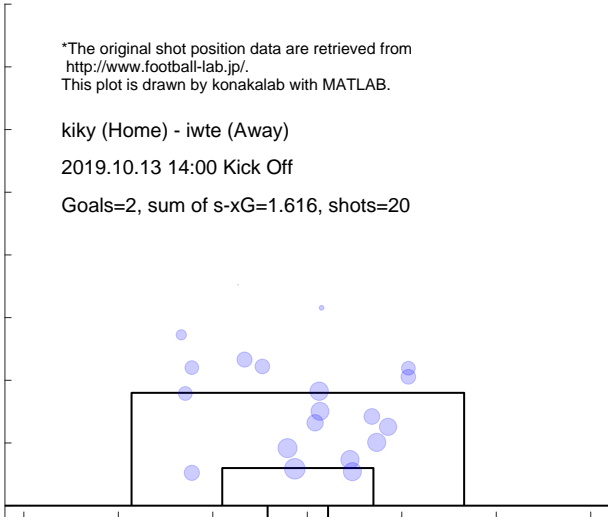 *The original shot position data are retrieved from
http://www.football-lab.jp/.
This plot is drawn by konakalab with MATLAB.
kiky (Home) - iwte (Away)
2019.10.13 14:00 Kick Off
Goals=2, sum of s-xG=1.616, shots=20